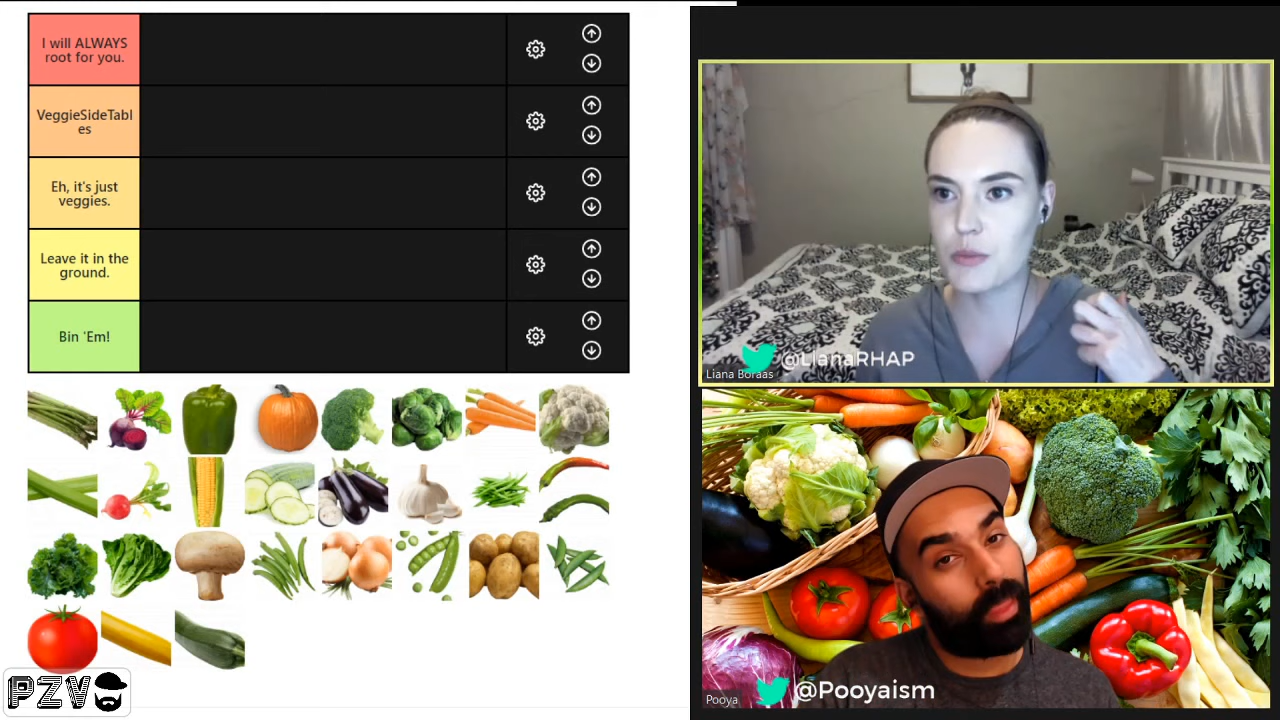 I will ALWAYS
root for you.
VeggieSideTabl
es
Eh, it's just
veggies.
Leave it in the
ground.
Bin 'Em!
PZV
@LianaRHAP
Liana Boraas
@Pooyaism
Pooya